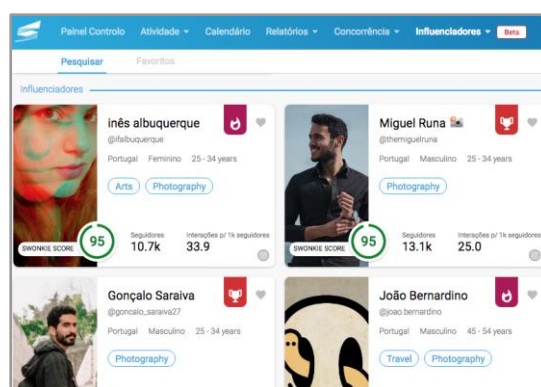 Painel Controlo Atividade Calendário Relatórios Concorrência Influenciadores Beta
Pesquisar Favoritos
Influenciadores
inês albuquerque
@ifalbuquerque
Portugal Feminino 25 - 34 years
Arts Photography
SWONKIE SCORE 95
Seguidores Interações p/ 1k seguidores
10.7k 33.9
Miguel Runa
@themiguelruna
Portugal Masculino 25 - 34 years
Photography
SWONKIE SCORE 95
Seguidores Interações p/ 1k seguidores
13.1k 25.0
Gonçalo Saraiva
@goncalo_saraiva27
Portugal Masculino 25 - 34 years
Photography
João Bernardino
@joao.bernardino
Portugal Masculino 45 - 54 years
Travel Photography